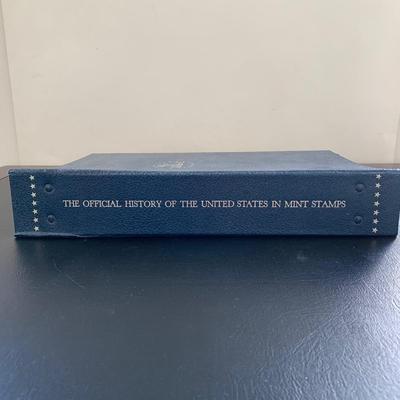 THE OFFICIAL HISTORY OF THE UNITED STATES IN MINT STAMPS